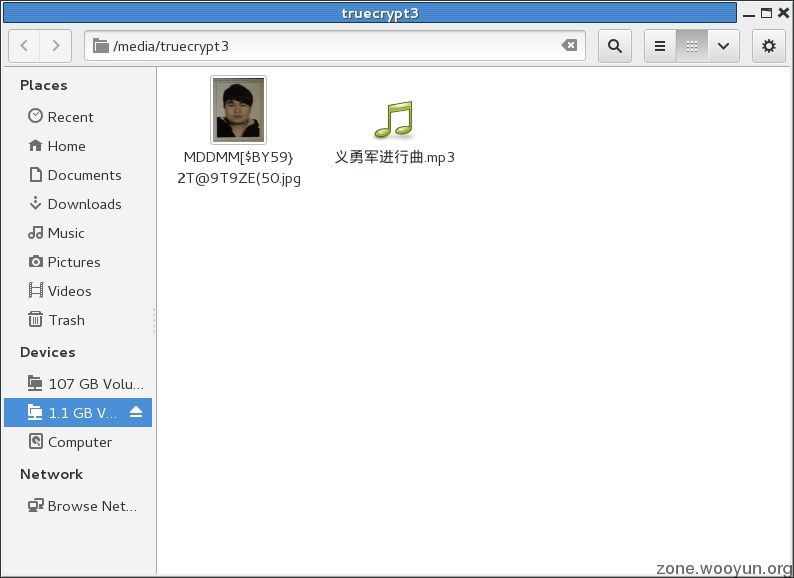 truecrypt3
/media/truecrypt3
Places
Recent
Home
Documents
Downloads
Music
Pictures
Videos
Trash
Devices
107 GB Volu...
1.1 GB V...
Computer
Network
Browse Net...
MDDMM[$BY59}
2T@9T9ZE(50.jpg
义勇军进行曲.mp3
zone.wooyun.org